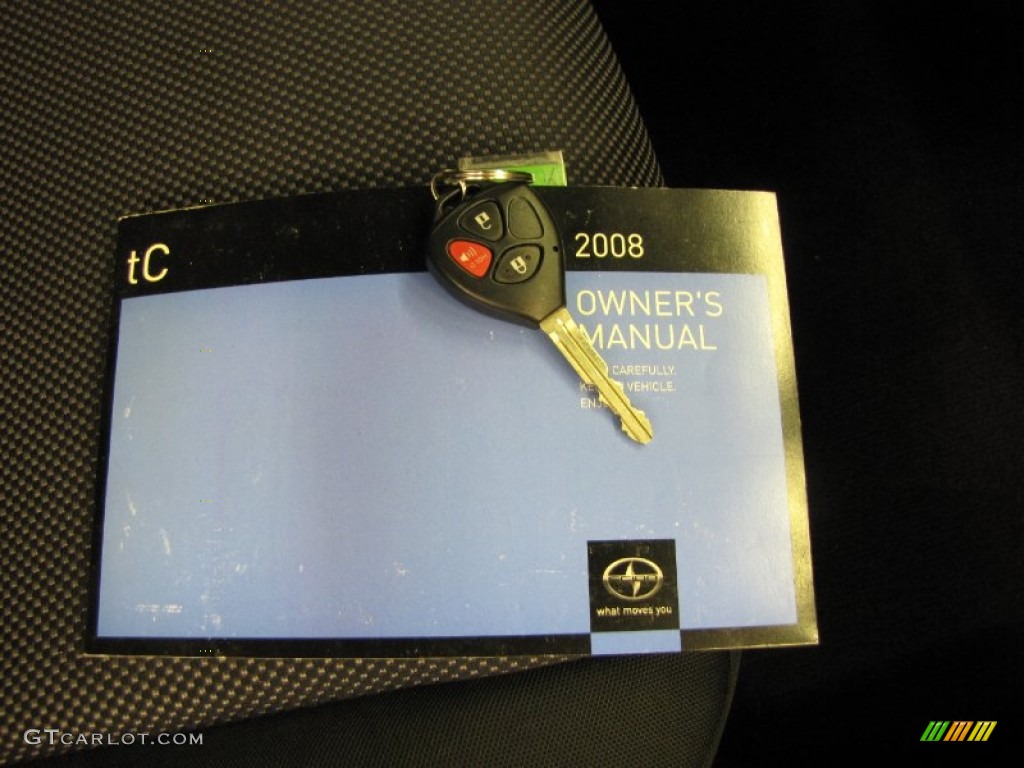 tC
2008
OWNER'S
MANUAL
CAREFULLY.
VEHICLE.
what moves you
GTCARLOT.COM